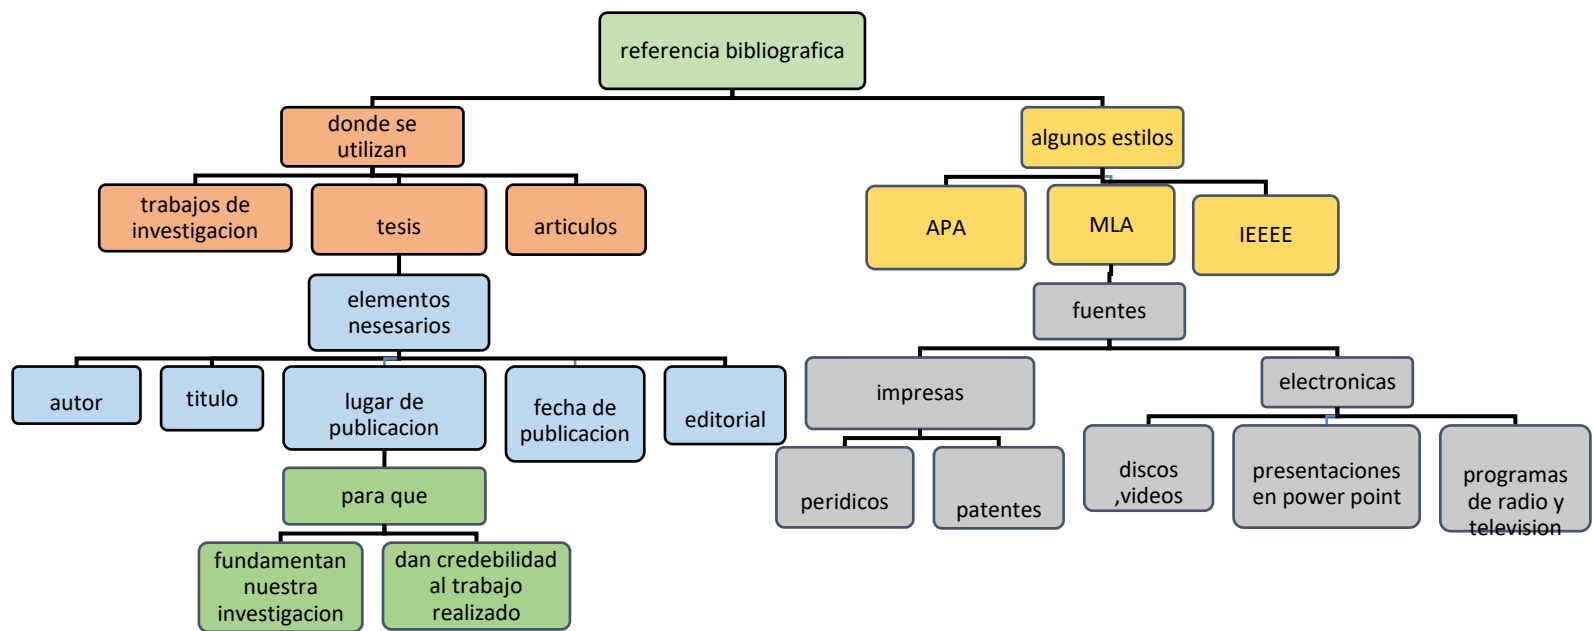 referencia bibliografica
donde se
utilizan
algunos estilos
trabajos de
investigacion
tesis
articulos
APA
MLA
IEEEE
elementos
nesesarios
fuentes
autor
titulo
lugar de
publicacion
fecha de
publicacion
editorial
impresas
electronicas
para que
peridicos
patentes
discos
,videos
presentaciones
en power point
programas
de radio y
television
fundamentan
nuestra
investigacion
dan credebilidad
al trabajo
realizado